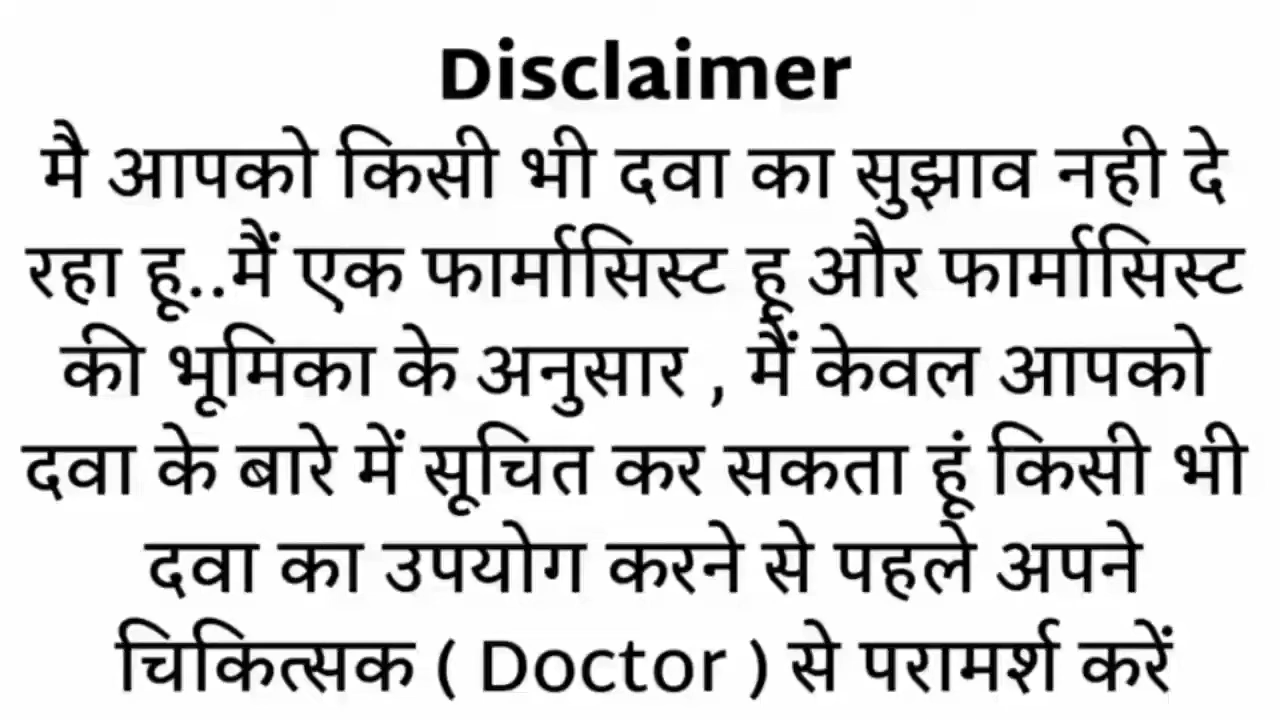 Disclaimer
मै आपको किसी भी दवा का सुझाव नही दे
रहा हू..मैं एक फार्मासिस्ट हू और फार्मासिस्ट
की भूमिका के अनुसार , मैं केवल आपको
दवा के बारे में सूचित कर सकता हूं किसी भी
दवा का उपयोग करने से पहले अपने
चिकित्सक ( Doctor ) से परामर्श करें